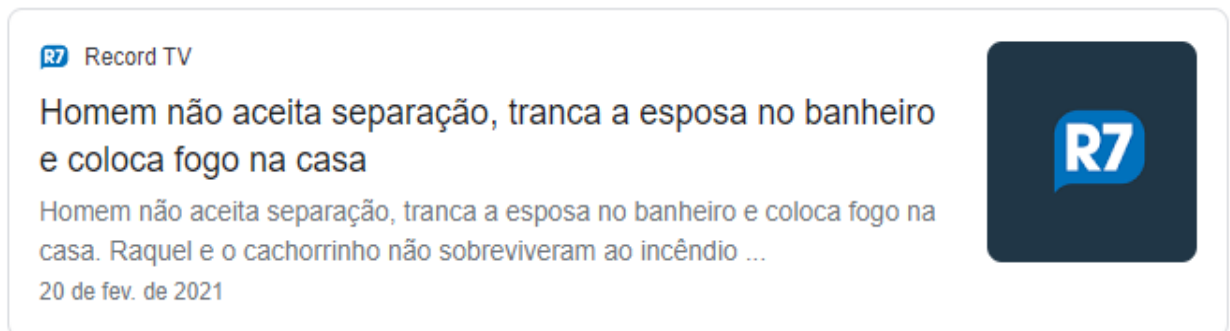 R7 Record TV
Homem não aceita separação, tranca a esposa no banheiro
e coloca fogo na casa
Homem não aceita separação, tranca a esposa no banheiro e coloca fogo na
casa. Raquel e o cachorrinho não sobreviveram ao incêndio ...
20 de fev. de 2021
R7